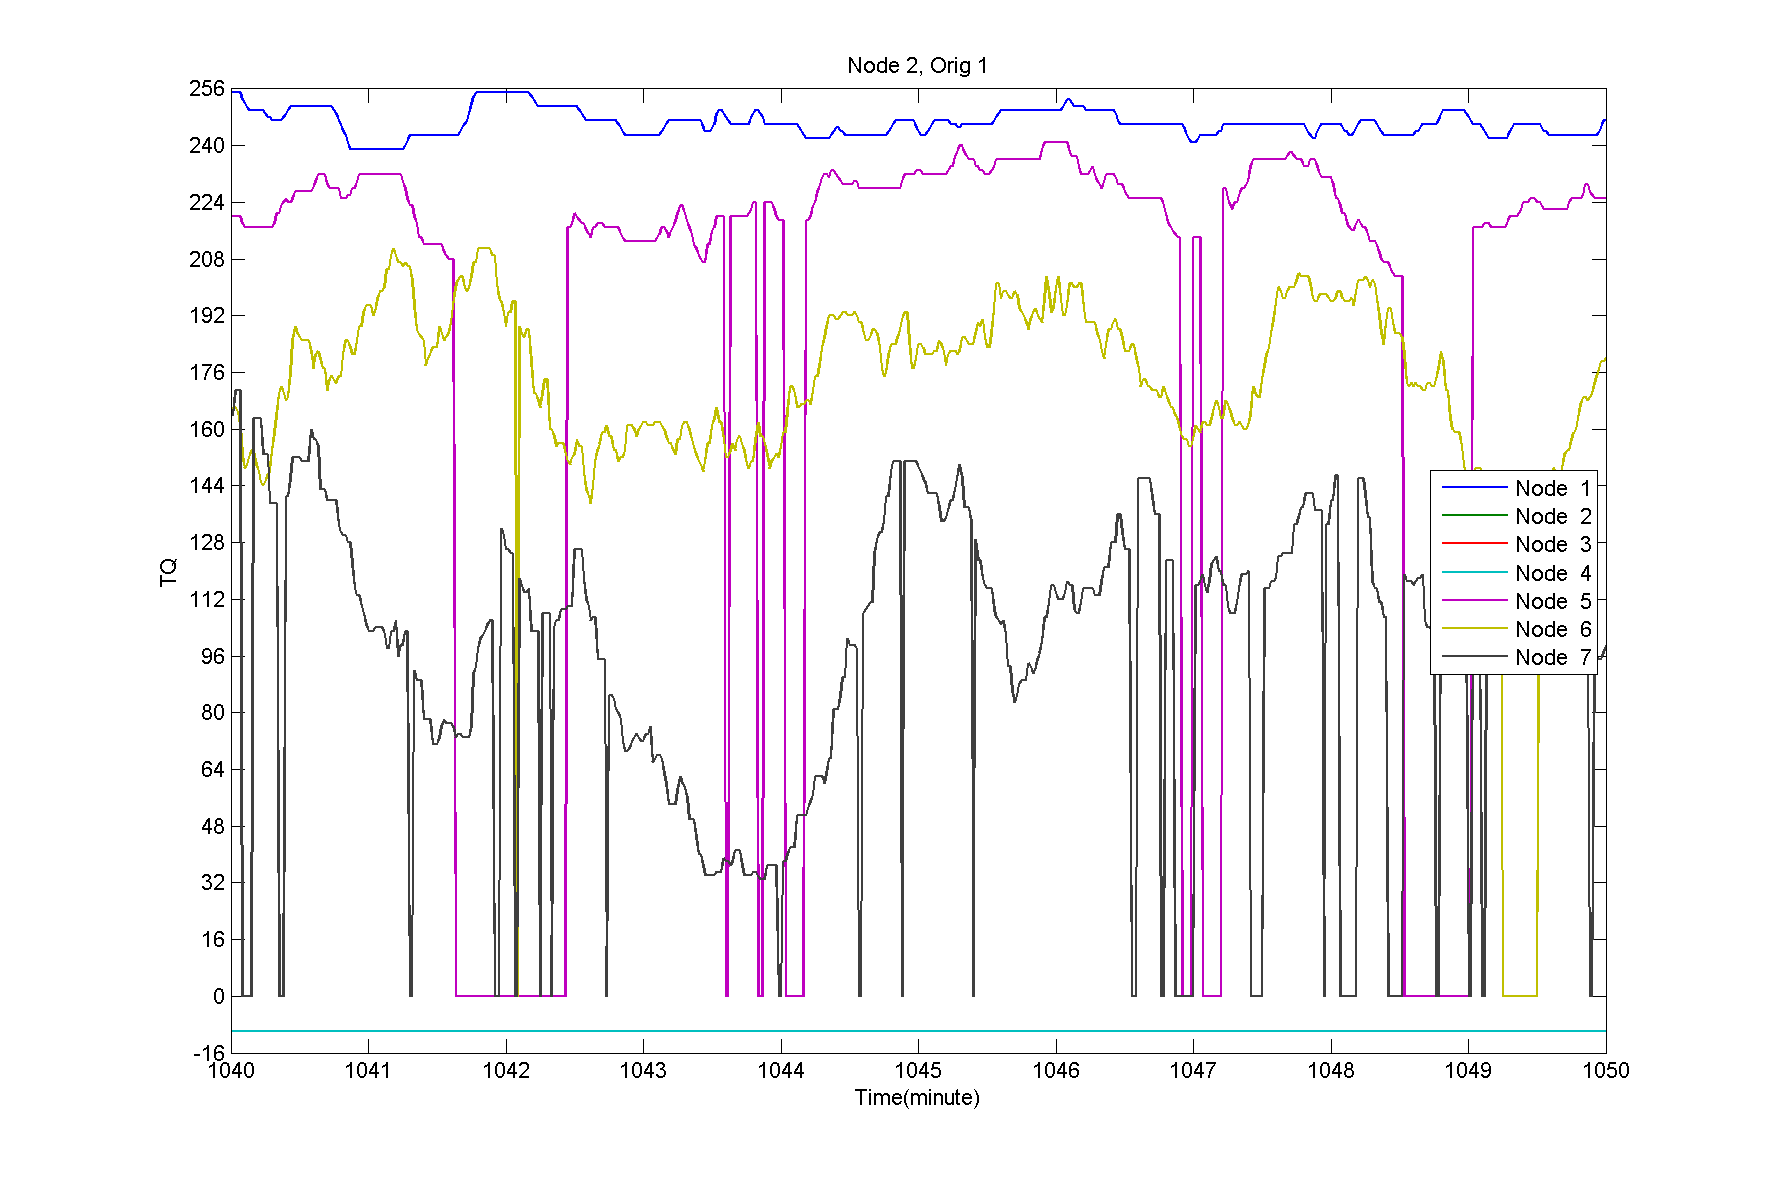 Node 2, Orig 1
256
240
224
208
192
176
160
144
128
112
96
80
64
48
32
16
0
-16
TQ
Node 1
Node 2
Node 3
Node 4
Node 5
Node 6
Node 7
1040 1041 1042 1043 1044 1045 1046 1047 1048 1049 1050
Time(minute)